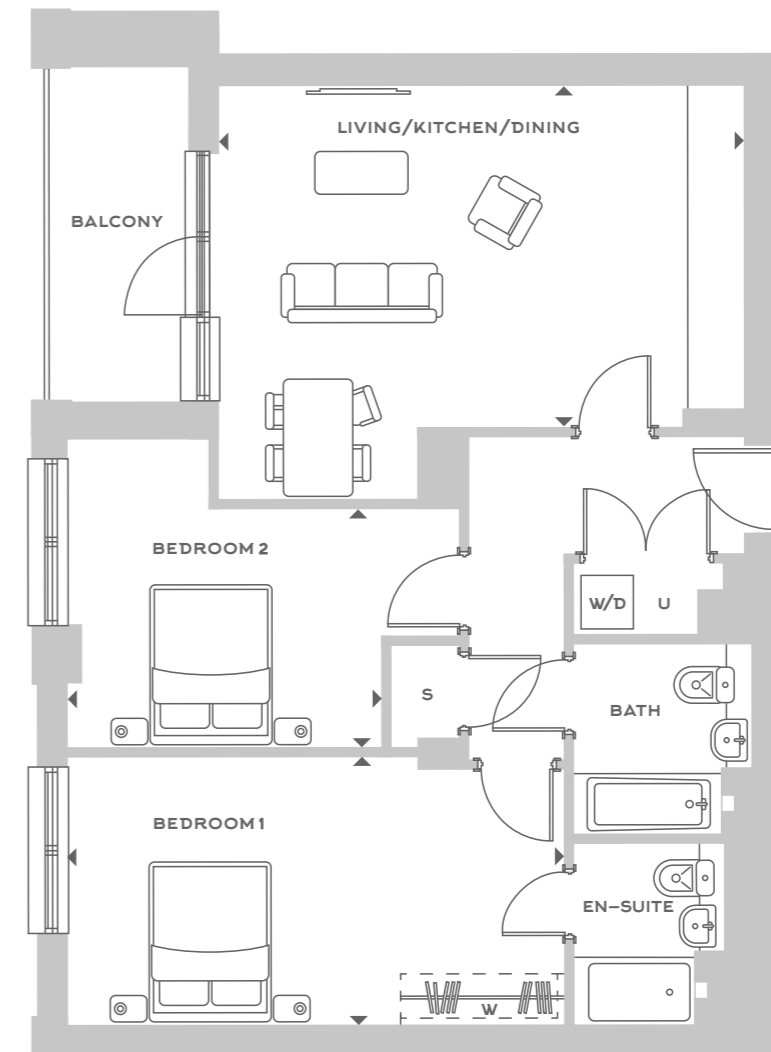 LIVING/KITCHEN/DINING
BALCONY
BEDROOM 2
W/D
U
S
BATH
BEDROOM 1
EN-SUITE
W